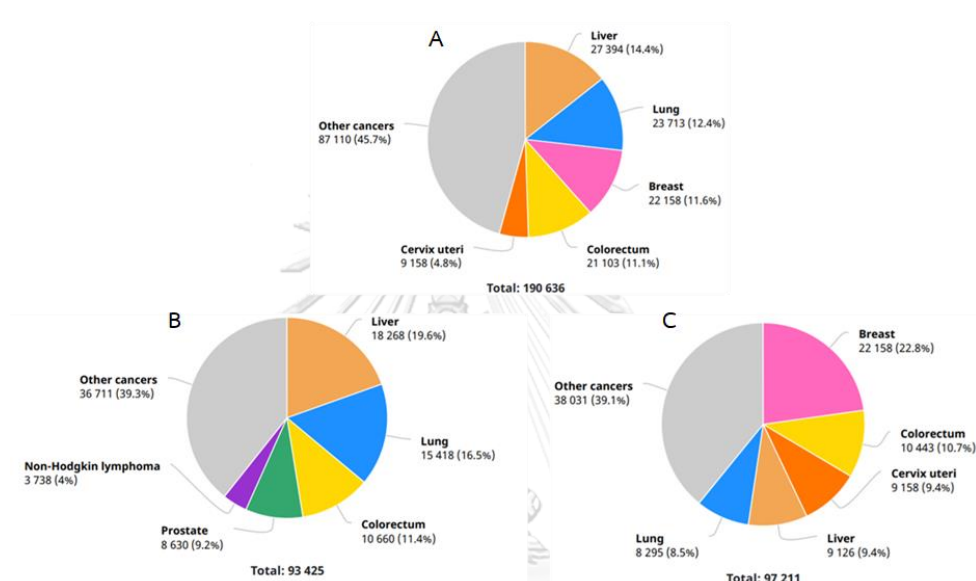 A
Liver
27 394 (14.4%)
Lung
23 713 (12.4%)
Breast
22 158 (11.6%)
Colorectum
21 103 (11.1%)
Cervix uteri
9 158 (4.8%)
Other cancers
87 110 (45.7%)
Total: 190 636
B
Liver
18 268 (19.6%)
Lung
15 418 (16.5%)
Colorectum
10 660 (11.4%)
Prostate
8 630 (9.2%)
Non-Hodgkin lymphoma
3 738 (4%)
Other cancers
36 711 (39.3%)
Total: 93 425
C
Breast
22 158 (22.8%)
Colorectum
10 443 (10.7%)
Cervix uteri
9 158 (9.4%)
Liver
9 126 (9.4%)
Lung
8 295 (8.5%)
Other cancers
38 031 (39.1%)
Total: 97 211